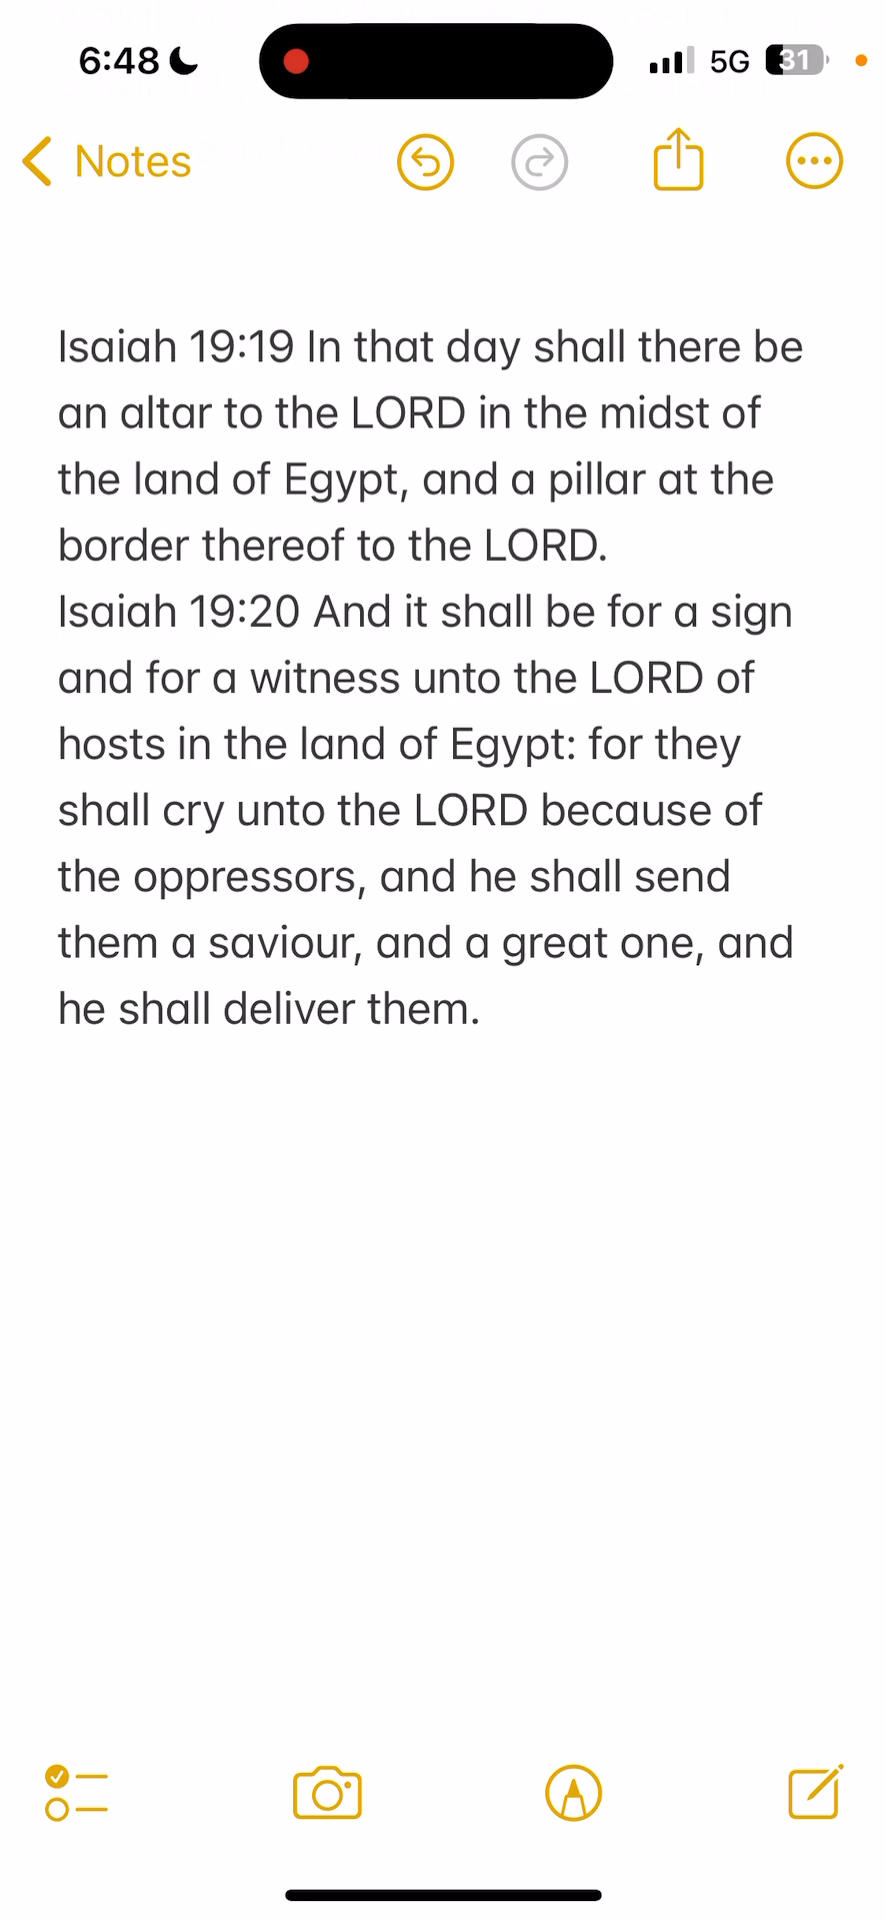 6:48
5G
31
Notes
Isaiah 19:19 In that day shall there be
an altar to the LORD in the midst of
the land of Egypt, and a pillar at the
border thereof to the LORD.
Isaiah 19:20 And it shall be for a sign
and for a witness unto the LORD of
hosts in the land of Egypt: for they
shall cry unto the LORD because of
the oppressors, and he shall send
them a saviour, and a great one, and
he shall deliver them.